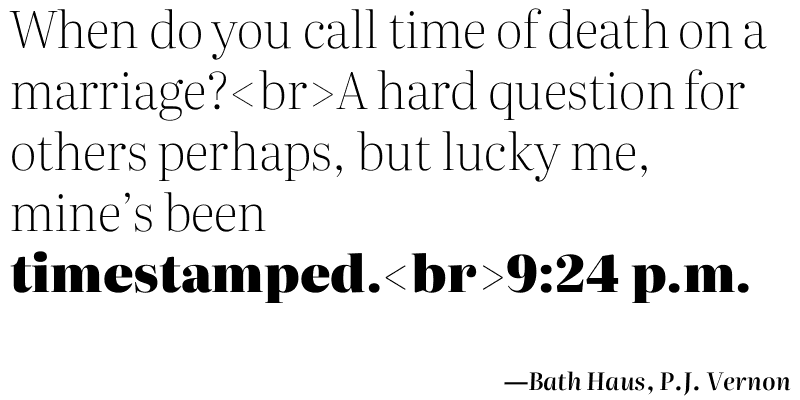 When do you call time of death on a
marriage?<br>A hard question for
others perhaps, but lucky me,
mine’s been
timestamped.<br>9:24 p.m.
—Bath Haus, P.J. Vernon